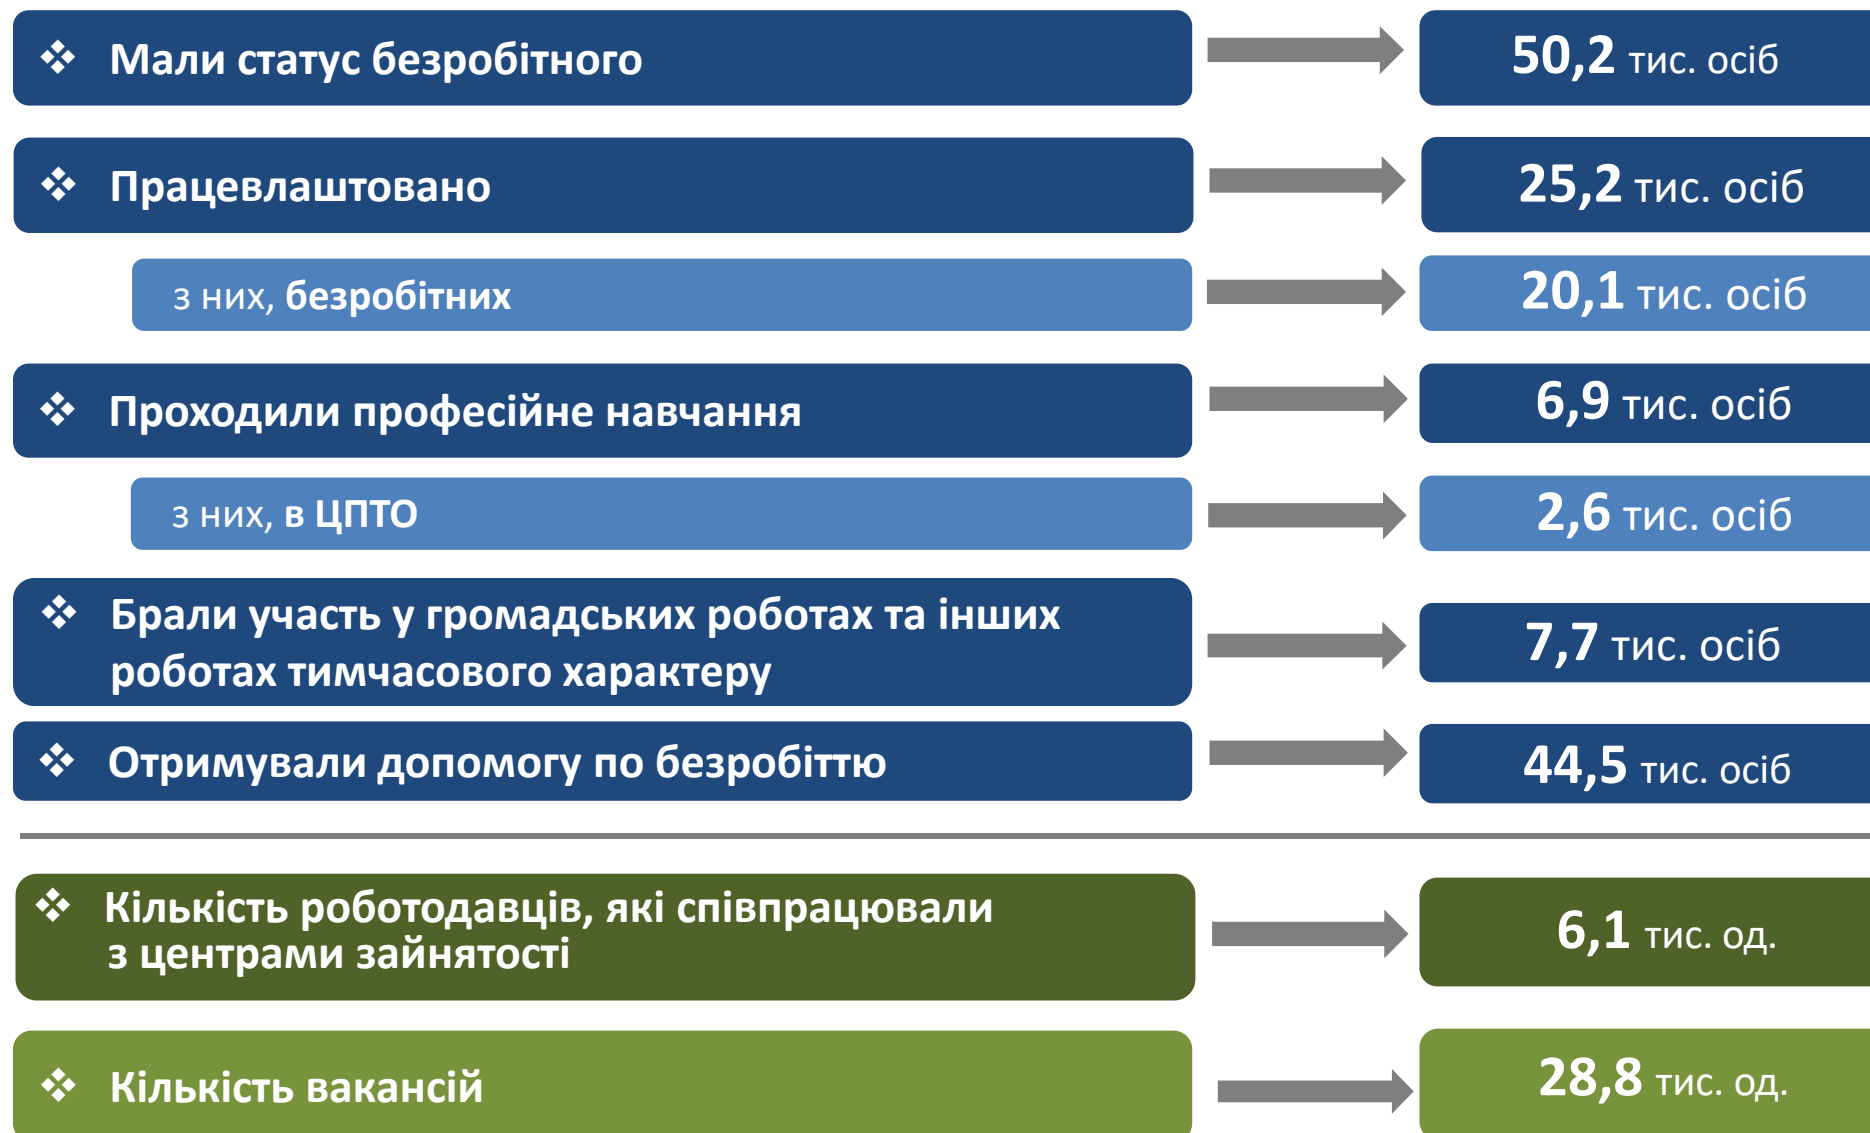 ❖ Мали статус безробітного 50,2 тис. осіб
❖ Працевлаштовано 25,2 тис. осіб
з них, безробітних 20,1 тис. осіб
❖ Проходили професійне навчання 6,9 тис. осіб
з них, в ЦПТО 2,6 тис. осіб
❖ Брали участь у громадських роботах та інших
роботах тимчасового характеру
7,7 тис. осіб
❖ Отримували допомогу по безробіттю 44,5 тис. осіб
❖ Кількість роботодавців, які співпрацювали
з центрами зайнятості
6,1 тис. од.
❖ Кількість вакансій 28,8 тис. од.